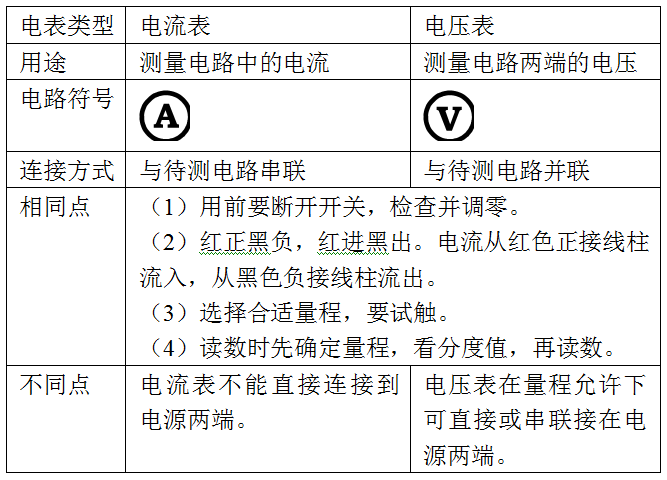 电表类型 电流表 电压表
用途 测量电路中的电流 测量电路两端的电压
电路符号 A V
连接方式 与待测电路串联 与待测电路并联
相同点 （1）用前要断开开关，检查并调零。
（2）红正黑负，红进黑出。电流从红色正接线柱
流入，从黑色负接线柱流出。
（3）选择合适量程，要试触。
（4）读数时先确定量程，看分度值，再读数。
不同点 电流表不能直接连接到 电压表在量程允许下
电源两端。 可直接或串联接在电
源两端。